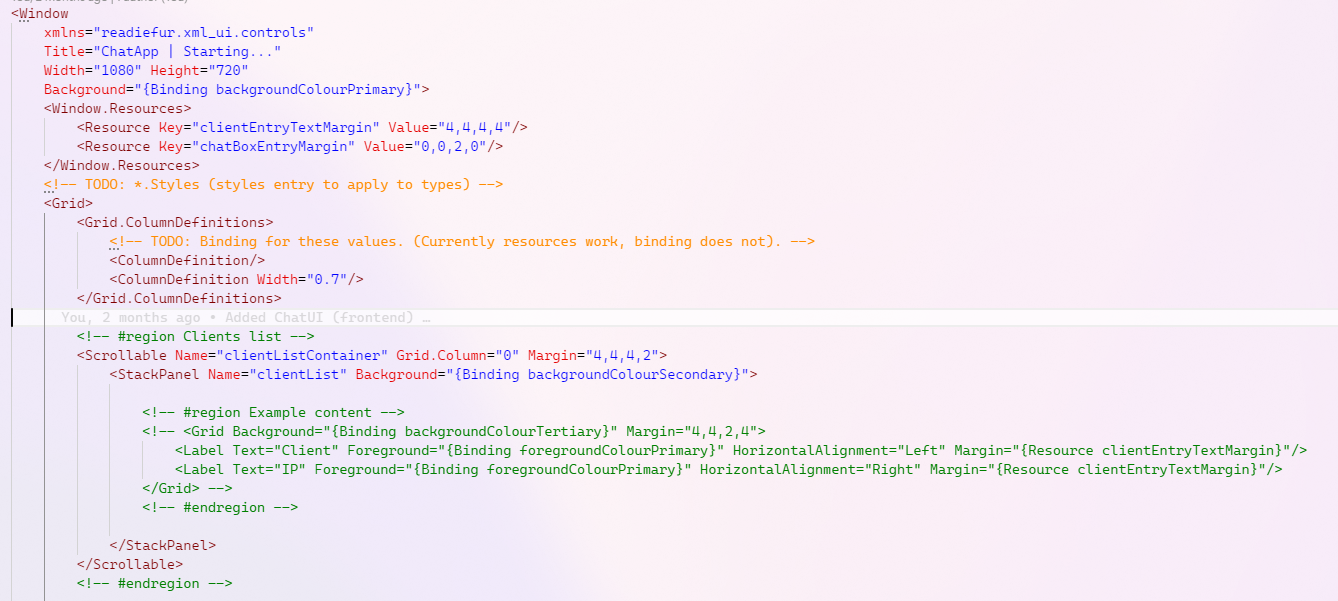 <Window
    xmlns="readiefur.xml_ui.controls"
    Title="ChatApp | Starting..."
    Width="1080" Height="720"
    Background="{Binding backgroundColourPrimary}">
    <Window.Resources>
        <Resource Key="clientEntryTextMargin" Value="4,4,4,4"/>
        <Resource Key="chatBoxEntryMargin" Value="0,0,2,0"/>
    </Window.Resources>
    <!-- TODO: *.Styles (styles entry to apply to types) -->
    <Grid>
        <Grid.ColumnDefinitions>
            <!-- TODO: Binding for these values. (Currently resources work, binding does not). -->
            <ColumnDefinition/>
            <ColumnDefinition Width="0.7"/>
        </Grid.ColumnDefinitions>
You, 2 months ago • Added ChatUI (frontend) …
        <!-- #region Clients list -->
        <Scrollable Name="clientListContainer" Grid.Column="0" Margin="4,4,4,2">
            <StackPanel Name="clientList" Background="{Binding backgroundColourSecondary}">
                <!-- #region Example content -->
                <!-- <Grid Background="{Binding backgroundColourTertiary}" Margin="4,4,2,4">
                    <Label Text="Client" Foreground="{Binding foregroundColourPrimary}" HorizontalAlignment="Left" Margin="{Resource clientEntryTextMargin}"/>
                    <Label Text="IP" Foreground="{Binding foregroundColourPrimary}" HorizontalAlignment="Right" Margin="{Resource clientEntryTextMargin}"/>
                </Grid> -->
                <!-- #endregion -->
            </StackPanel>
        </Scrollable>
        <!-- #endregion -->